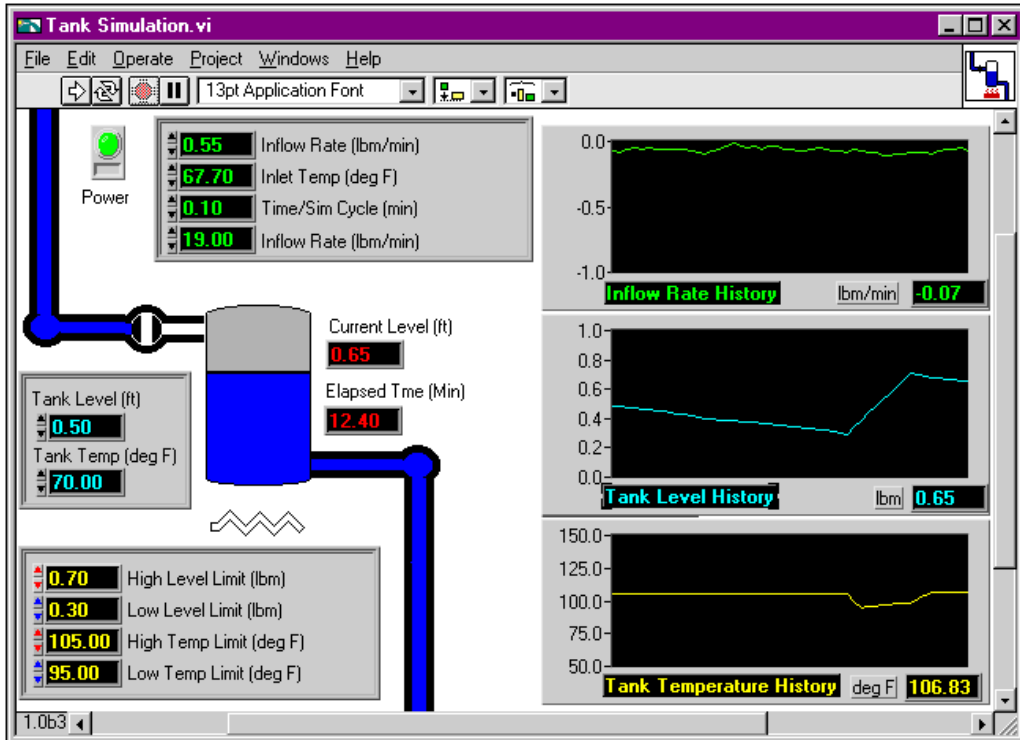 Tank Simulation.vi
File Edit Operate Project Windows Help
13pt Application Font
Power
0.55 Inflow Rate (lbm/min)
67.70 Inlet Temp (deg F)
0.10 Time/Sim Cycle (min)
19.00 Inflow Rate (lbm/min)
Current Level (ft)
0.65
Elapsed Tme (Min)
12.40
Tank Level (ft)
0.50
Tank Temp (deg F)
70.00
0.70 High Level Limit (lbm)
0.30 Low Level Limit (lbm)
105.00 High Temp Limit (deg F)
95.00 Low Temp Limit (deg F)
0.0
-0.5
-1.0
Inflow Rate History lbm/min -0.07
1.0
0.8
0.6
0.4
0.2
0.0
Tank Level History lbm 0.65
150.0
125.0
100.0
75.0
50.0
Tank Temperature History deg F 106.83
1.0b3